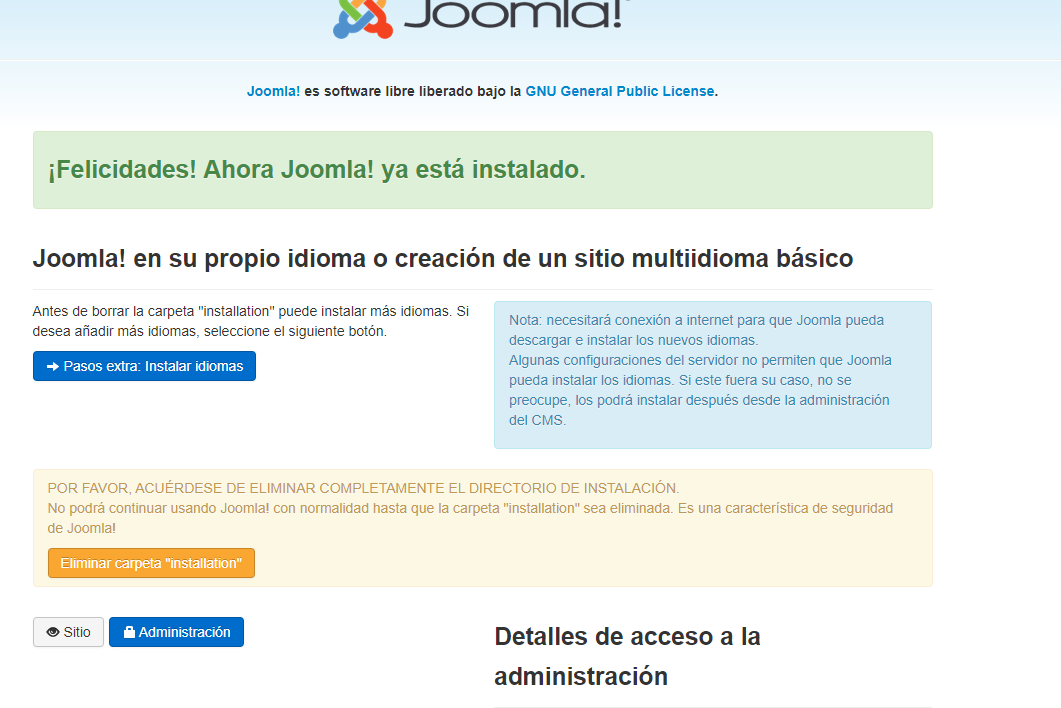 Joomla!
Joomla! es software libre liberado bajo la GNU General Public License.
¡Felicidades! Ahora Joomla! ya está instalado.
Joomla! en su propio idioma o creación de un sitio multiidioma básico
Antes de borrar la carpeta "installation" puede instalar más idiomas. Si
desea añadir más idiomas, seleccione el siguiente botón.
Pasos extra: Instalar idiomas
Nota: necesitará conexión a internet para que Joomla pueda
descargar e instalar los nuevos idiomas.
Algunas configuraciones del servidor no permiten que Joomla
pueda instalar los idiomas. Si este fuera su caso, no se
preocupe, los podrá instalar después desde la administración
del CMS.
POR FAVOR, ACUÉRDESE DE ELIMINAR COMPLETAMENTE EL DIRECTORIO DE INSTALACIÓN.
No podrá continuar usando Joomla! con normalidad hasta que la carpeta "installation" sea eliminada. Es una característica de seguridad
de Joomla!
Eliminar carpeta "installation"
Sitio
Administración
Detalles de acceso a la
administración